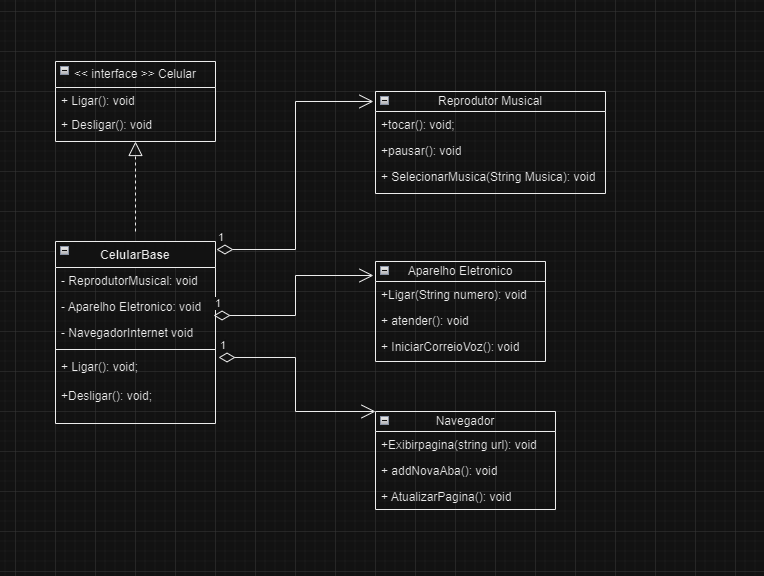 << interface >> Celular
+ Ligar(): void
+ Desligar(): void
Reprodutor Musical
+tocar(): void;
+pausar(): void
+ SelecionarMusica(String Musica): void
1
CelularBase
- ReprodutorMusical: void
- Aparelho Eletronico: void
- NavegadorInternet void
+ Ligar(): void;
+Desligar(): void;
1
Aparelho Eletronico
+Ligar(String numero): void
+ atender(): void
+ IniciarCorreioVoz(): void
1
Navegador
+Exibirpagina(string url): void
+ addNovaAba(): void
+ AtualizarPagina(): void